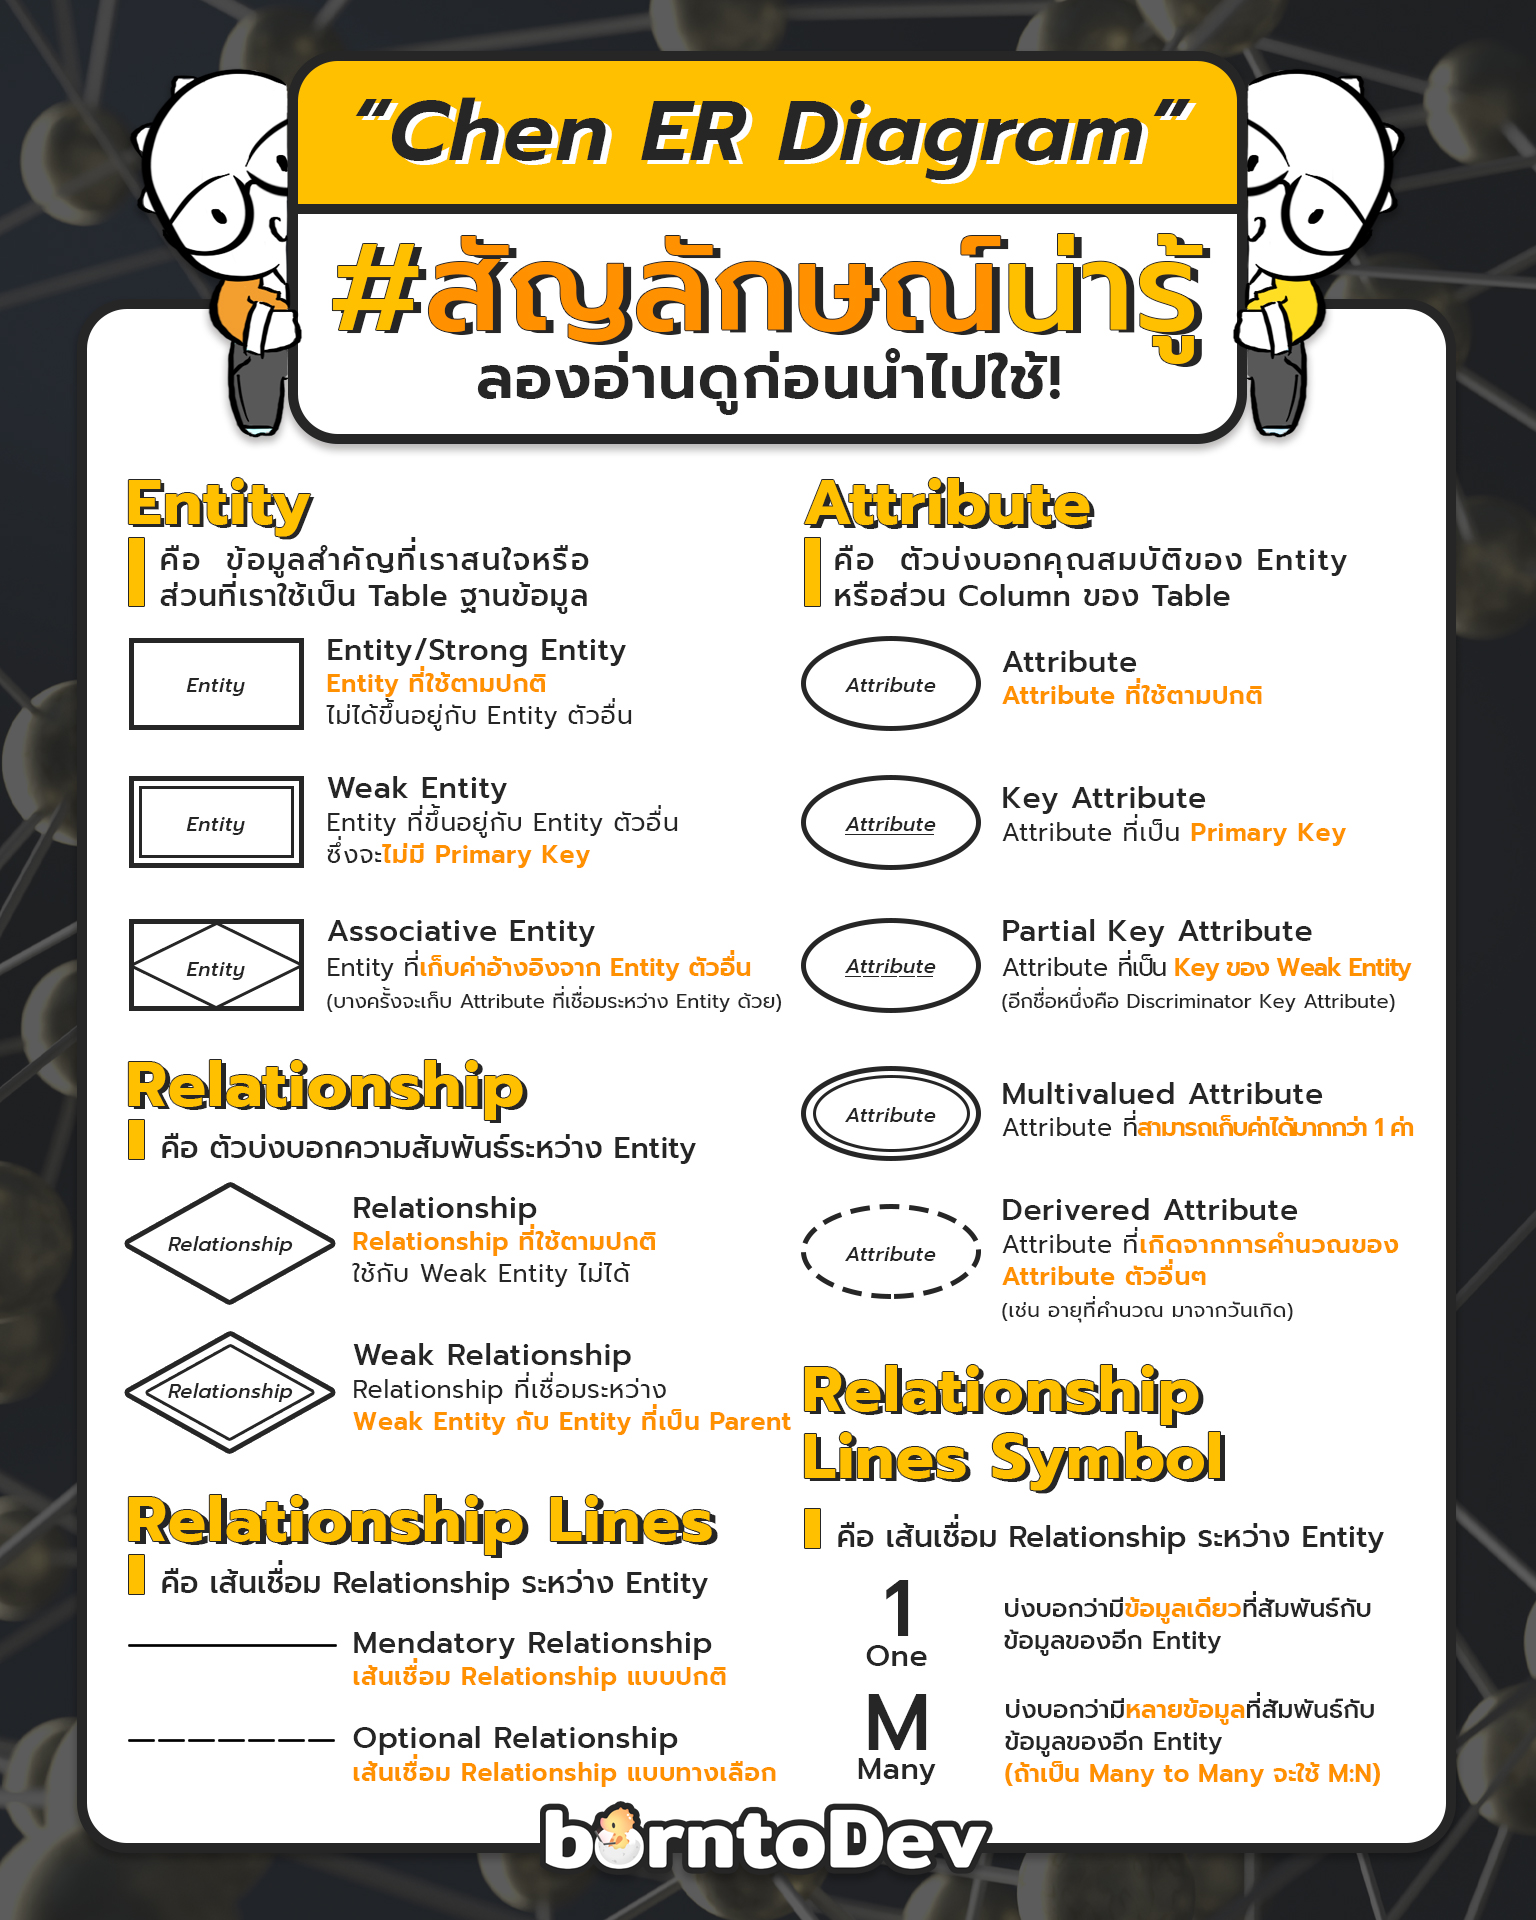 “Chen ER Diagram”
#สัญลักษณ์น่ารู้
ลองอ่านดูก่อนนำไปใช้!
Entity
คือ ข้อมูลสำคัญที่เราสนใจหรือ
ส่วนที่เราใช้เป็น Table ฐานข้อมูล
Entity
Entity/Strong Entity
Entity ที่ใช้ตามปกติ
ไม่ได้ขึ้นอยู่กับ Entity ตัวอื่น
Entity
Weak Entity
Entity ที่ขึ้นอยู่กับ Entity ตัวอื่น
ซึ่งจะไม่มี Primary Key
Entity
Associative Entity
Entity ที่เก็บค่าอ้างอิงจาก Entity ตัวอื่น
(บางครั้งจะเก็บ Attribute ที่เชื่อมระหว่าง Entity ด้วย)
Relationship
คือ ตัวบ่งบอกความสัมพันธ์ระหว่าง Entity
Relationship
Relationship
Relationship ที่ใช้ตามปกติ
ใช้กับ Weak Entity ไม่ได้
Relationship
Weak Relationship
Relationship ที่เชื่อมระหว่าง
Weak Entity กับ Entity ที่เป็น Parent
Relationship Lines
คือ เส้นเชื่อม Relationship ระหว่าง Entity
Mendatory Relationship
เส้นเชื่อม Relationship แบบปกติ
Optional Relationship
เส้นเชื่อม Relationship แบบทางเลือก
Attribute
คือ ตัวบ่งบอกคุณสมบัติของ Entity
หรือส่วน Column ของ Table
Attribute
Attribute
Attribute ที่ใช้ตามปกติ
Attribute
Key Attribute
Attribute ที่เป็น Primary Key
Attribute
Partial Key Attribute
Attribute ที่เป็น Key ของ Weak Entity
(อีกชื่อหนึ่งคือ Discriminator Key Attribute)
Attribute
Multivalued Attribute
Attribute ที่สามารถเก็บค่าได้มากกว่า 1 ค่า
Attribute
Derivered Attribute
Attribute ที่เกิดจากการคำนวณของ
Attribute ตัวอื่นๆ
(เช่น อายุที่คำนวณ มาจากวันเกิด)
Relationship
Lines Symbol
คือ เส้นเชื่อม Relationship ระหว่าง Entity
1
One
บ่งบอกว่ามีข้อมูลเดียวที่สัมพันธ์กับ
ข้อมูลของอีก Entity
M
Many
บ่งบอกว่ามีหลายข้อมูลที่สัมพันธ์กับ
ข้อมูลของอีก Entity
(ถ้าเป็น Many to Many จะใช้ M:N)
borntoDev